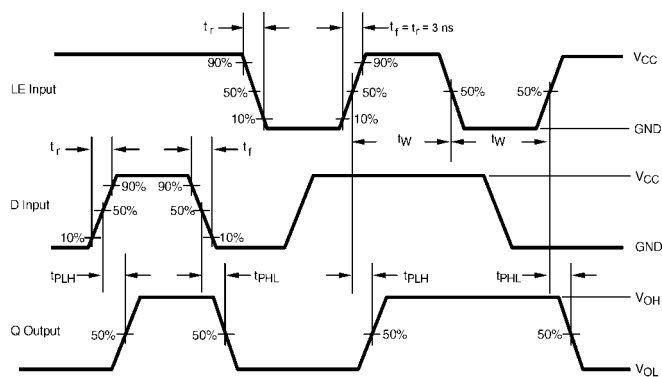 tr
tf = tr = 3 ns
VCC
90%
90%
LE Input
50%
50%
50%
50%
10%
10%
GND
tW
tW
tr
tf
VCC
90%
90%
D Input
50%
50%
10%
10%
GND
tPLH
tPHL
tPLH
tPHL
VOH
Q Output
50%
50%
50%
50%
VOL